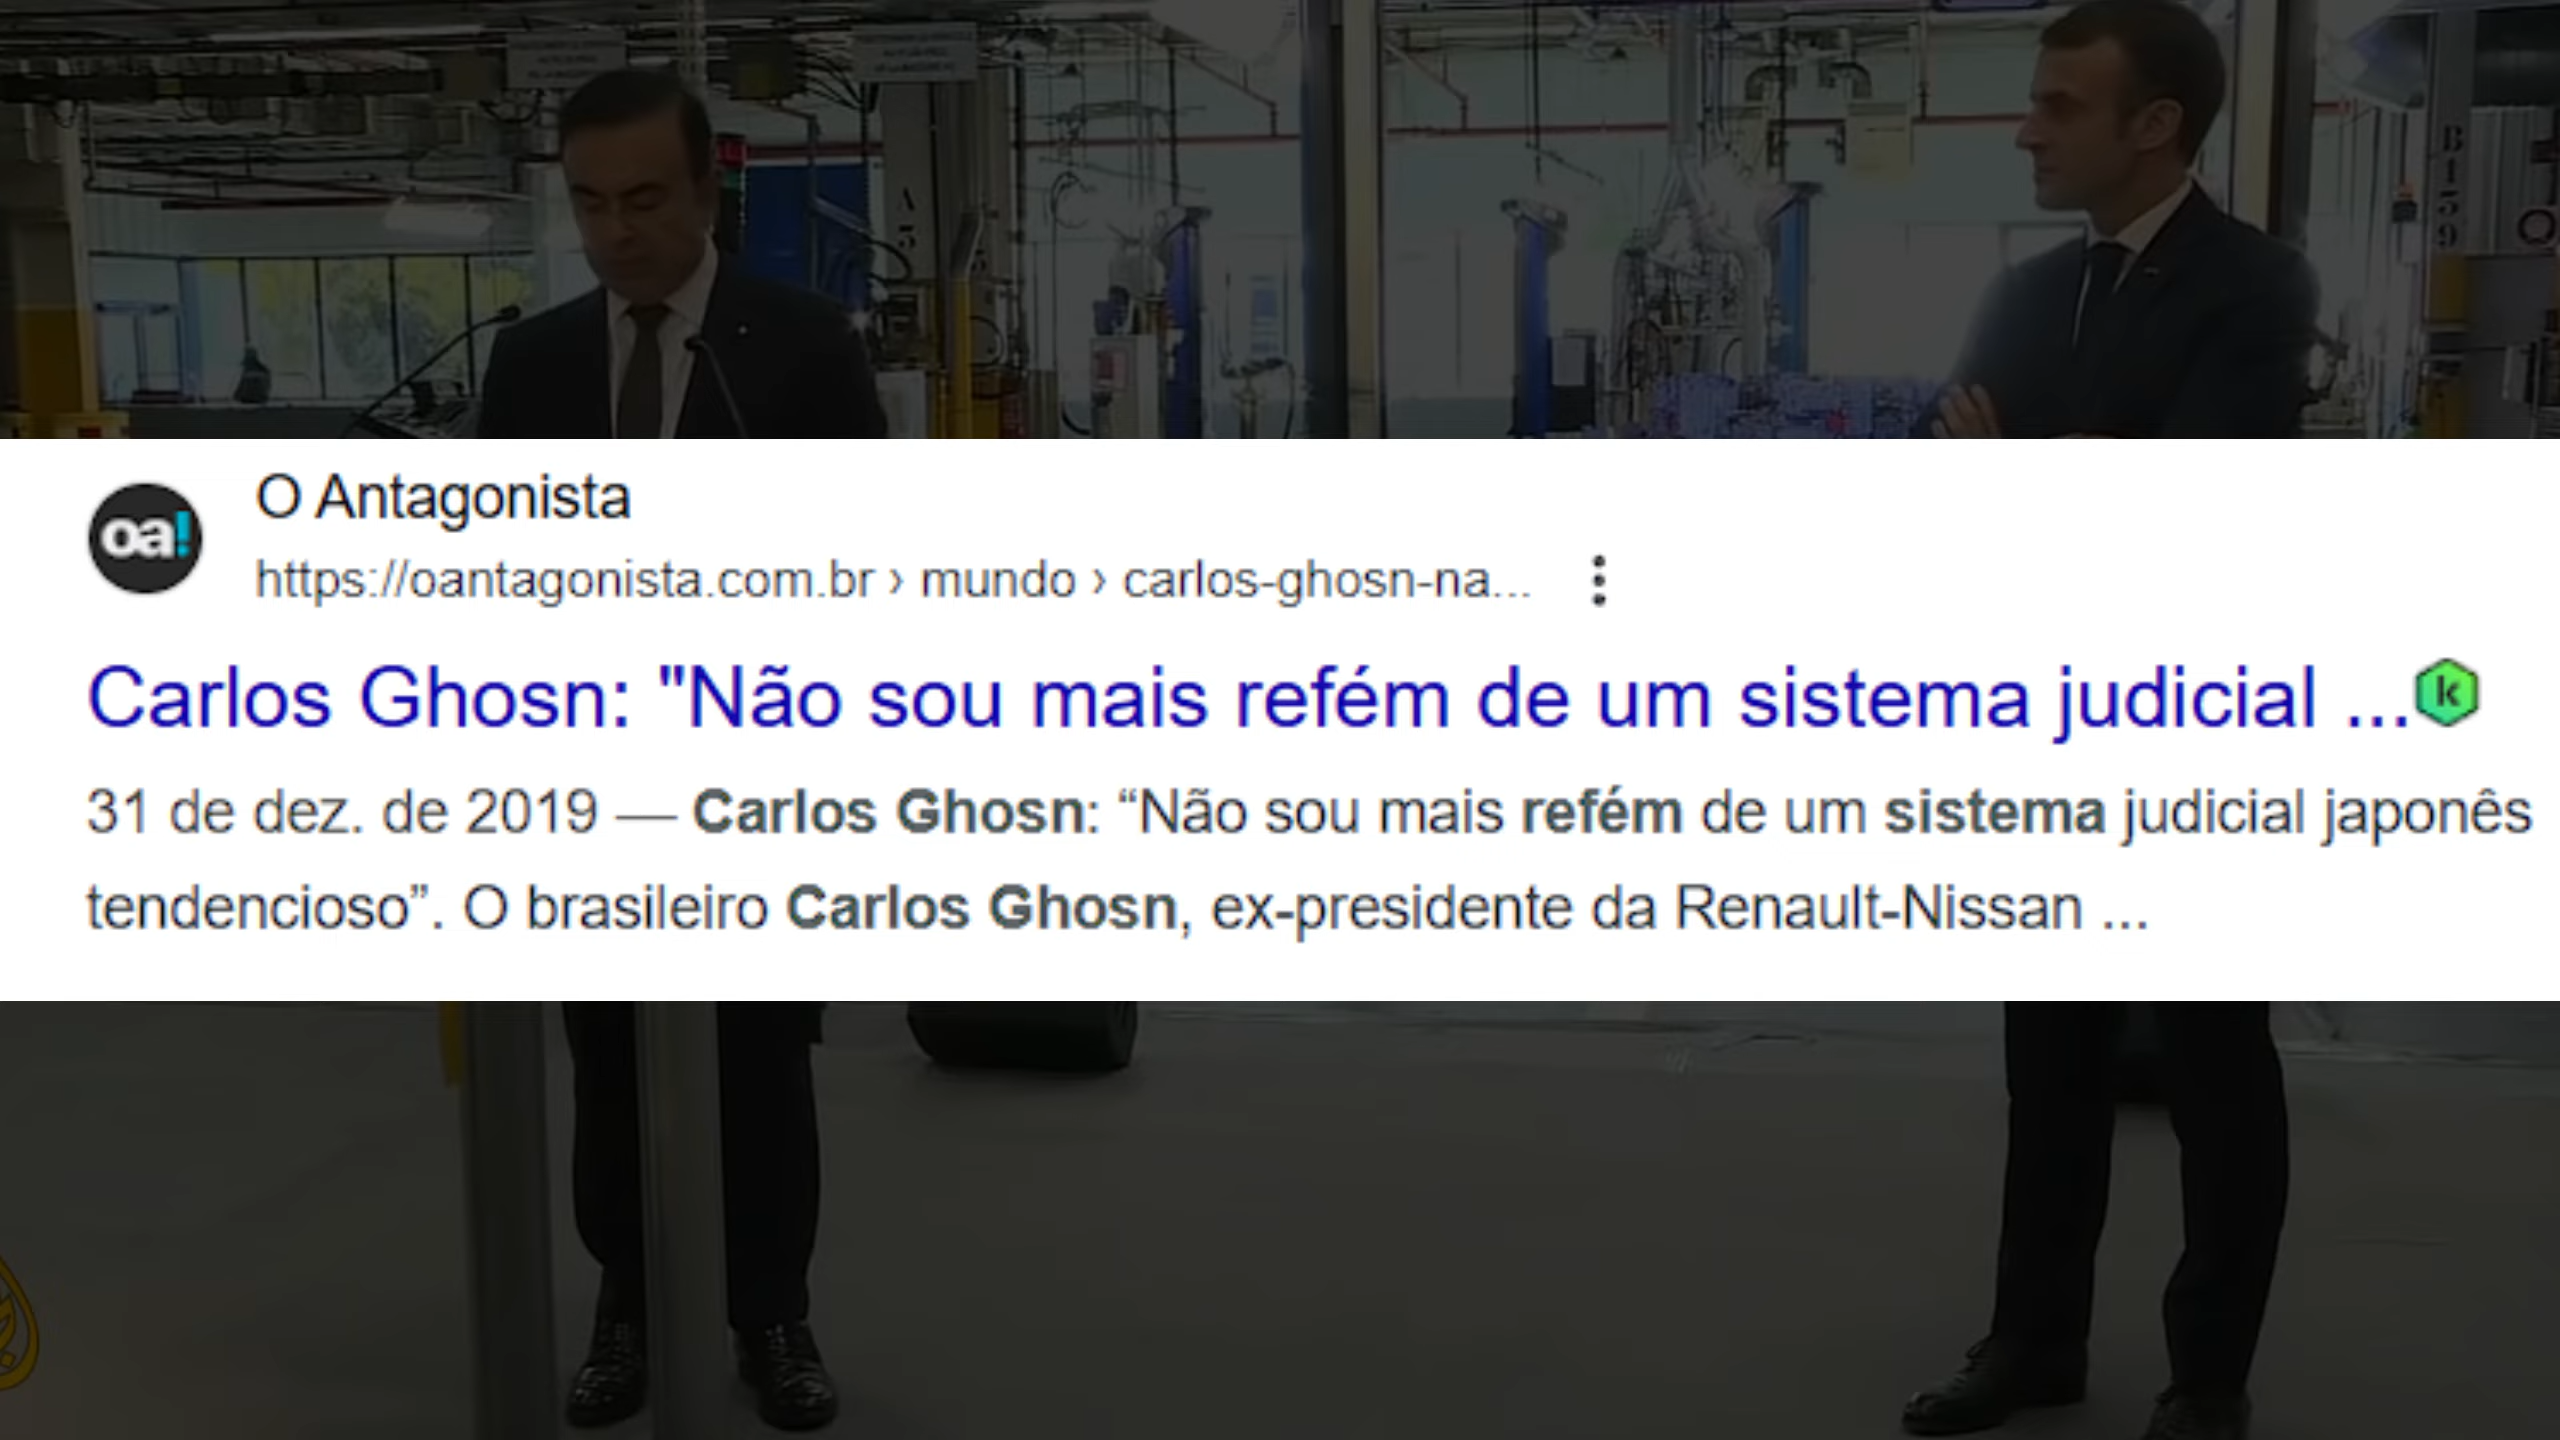 A5
B159
Q
oa!
O Antagonista
https://oantagonista.com.br › mundo › carlos-ghosn-na...
Carlos Ghosn: "Não sou mais refém de um sistema judicial ...
k
31 de dez. de 2019 — Carlos Ghosn: “Não sou mais refém de um sistema judicial japonês
tendencioso”. O brasileiro Carlos Ghosn, ex-presidente da Renault-Nissan ...